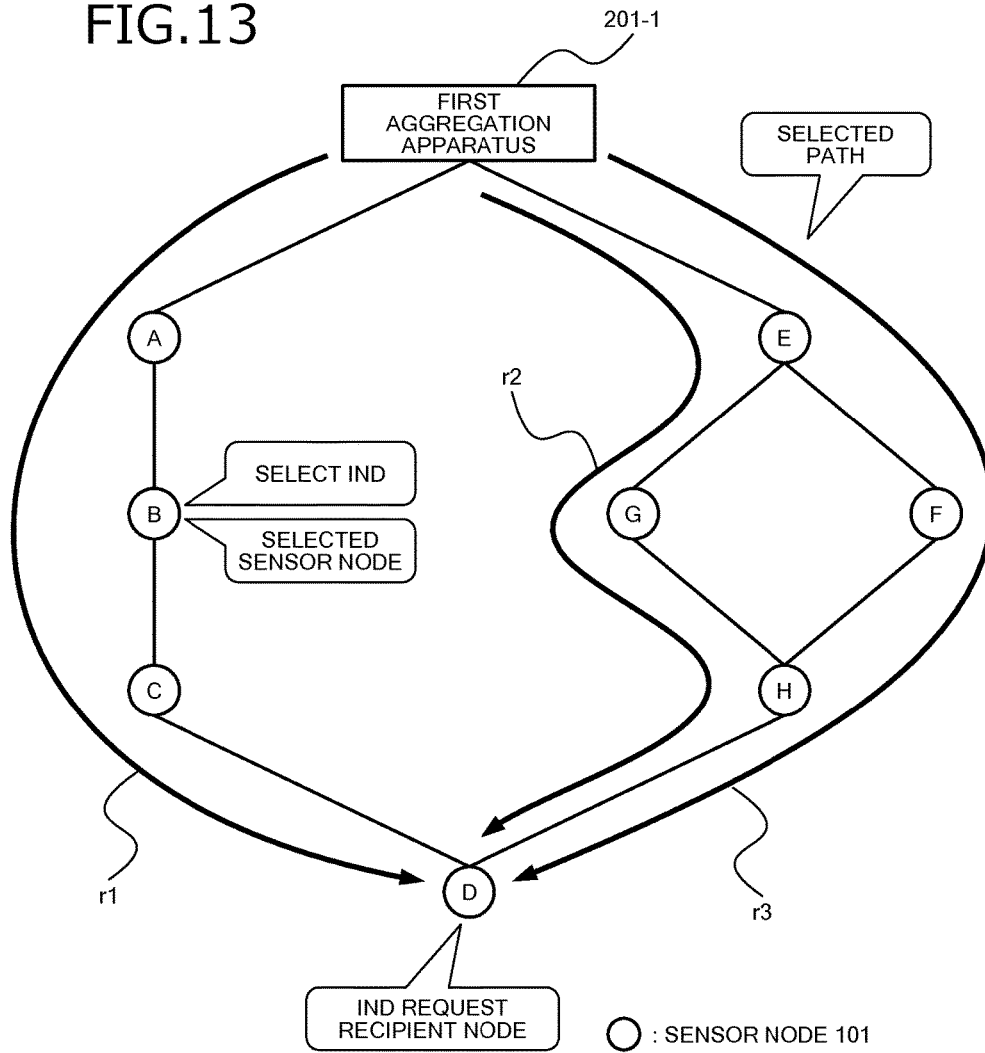 FIG.13
201-1
FIRST
AGGREGATION
APPARATUS
SELECTED
PATH
A
E
r2
SELECT IND
B
G
F
SELECTED
SENSOR NODE
C
H
r1
D
r3
IND REQUEST
RECIPIENT NODE
: SENSOR NODE 101